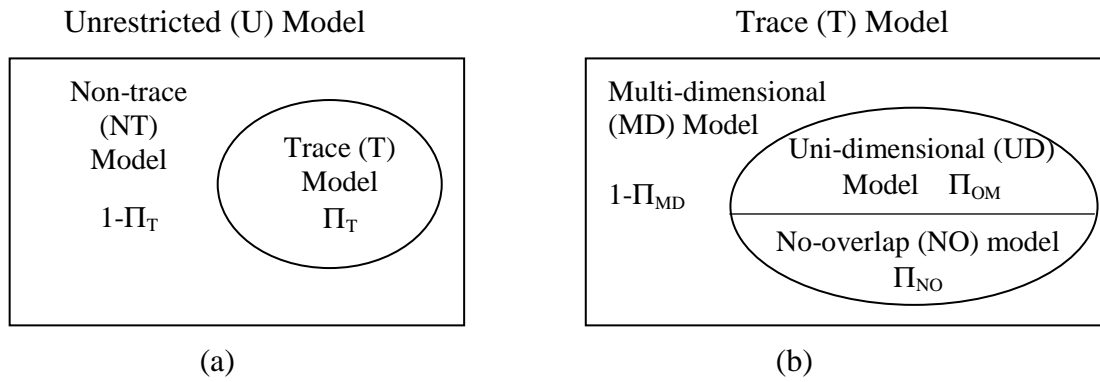 Unrestricted (U) Model
Non-trace
(NT)
Model
1-Π_T
Trace (T)
Model
Π_T
(a)
Trace (T) Model
Multi-dimensional
(MD) Model
1-Π_MD
Uni-dimensional (UD)
Model Π_OM
No-overlap (NO) model
Π_NO
(b)